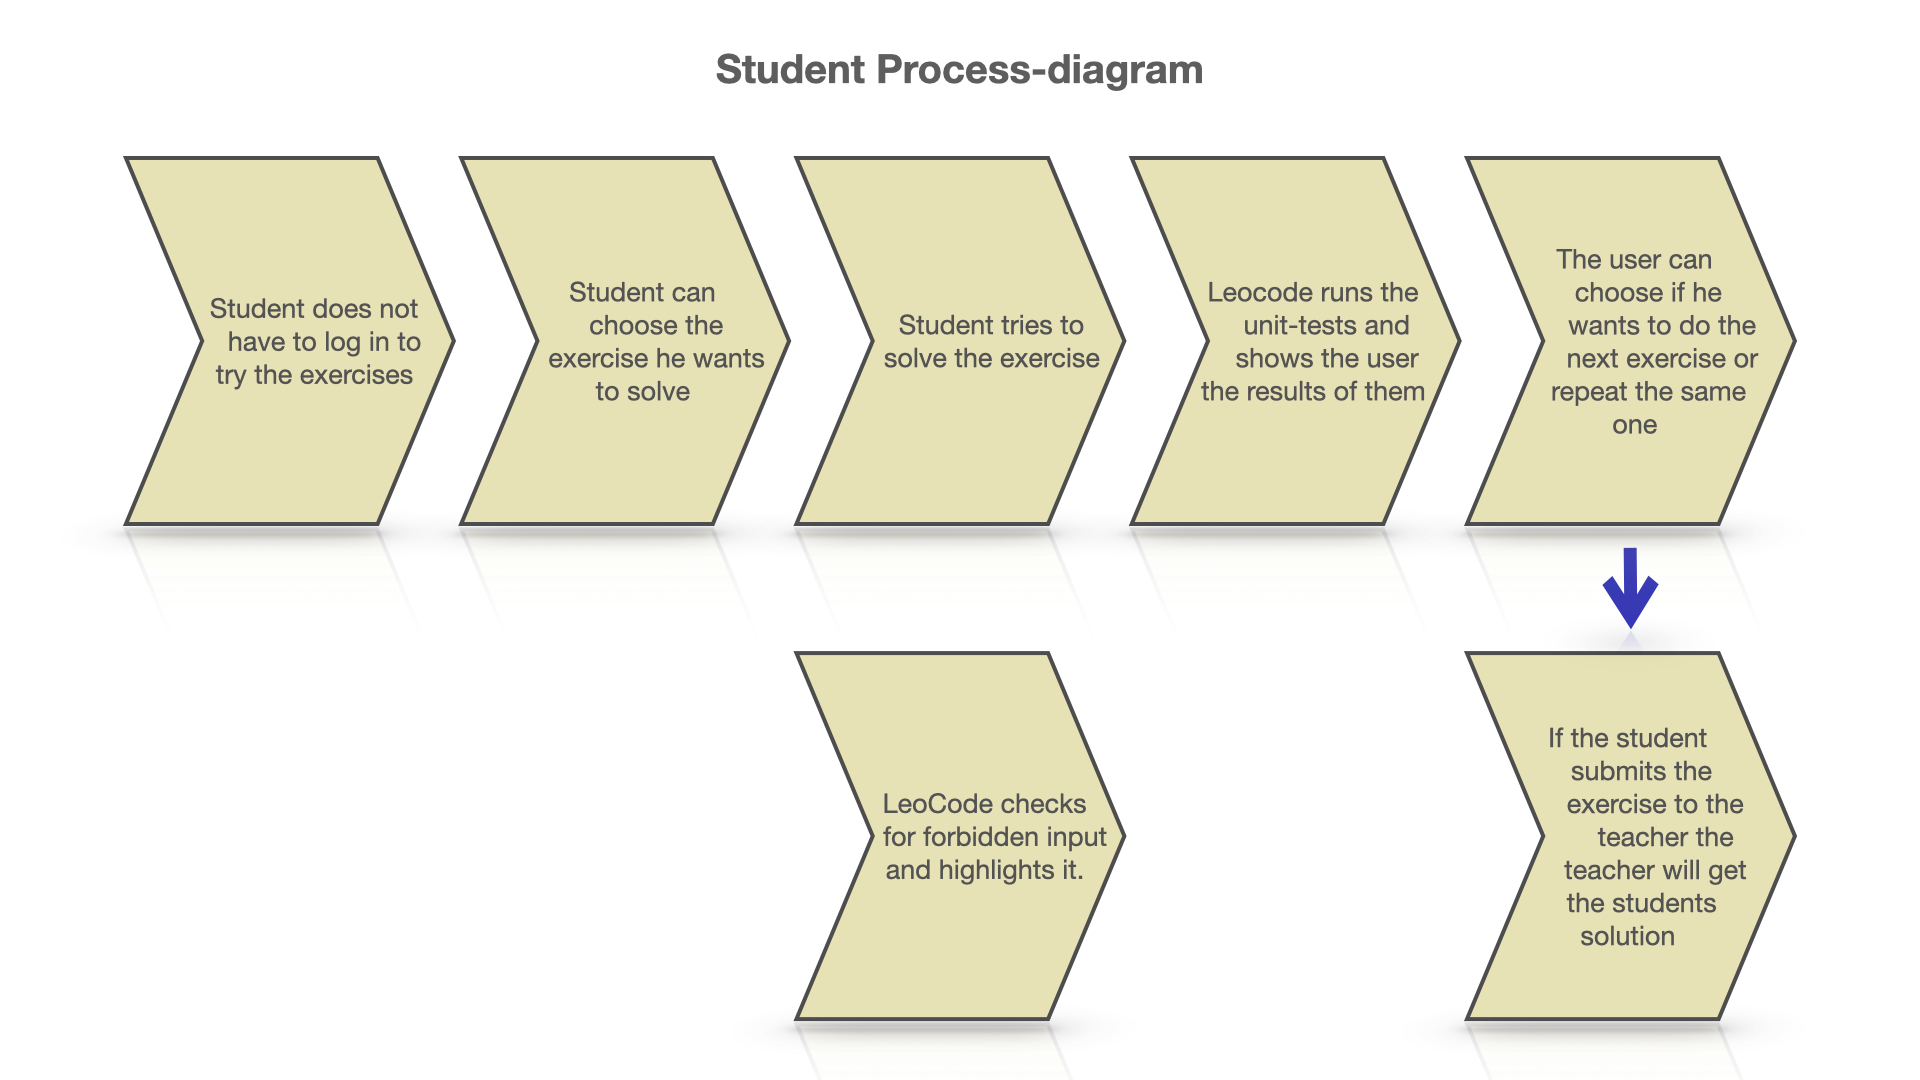 Student Process-diagram
Student does not
have to log in to
try the exercises
Student can
choose the
exercise he wants
to solve
Student tries to
solve the exercise
Leocode runs the
unit-tests and
shows the user
the results of them
The user can
choose if he
wants to do the
next exercise or
repeat the same
one
LeoCode checks
for forbidden input
and highlights it.
If the student
submits the
exercise to the
teacher the
teacher will get
the students
solution